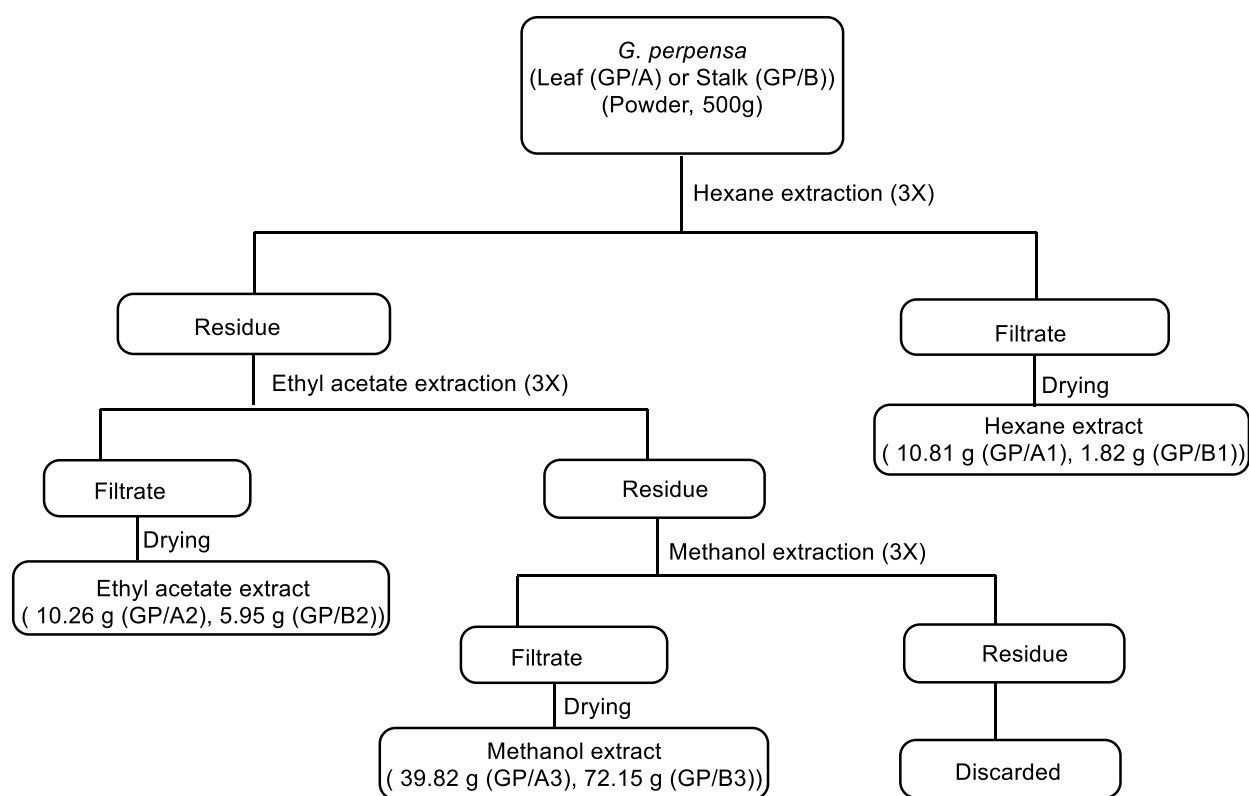 G. perpensa
(Leaf (GP/A) or Stalk (GP/B))
(Powder, 500g)
Hexane extraction (3X)
Residue
Filtrate
Ethyl acetate extraction (3X)
Drying
Hexane extract
( 10.81 g (GP/A1), 1.82 g (GP/B1))
Filtrate
Residue
Drying
Methanol extraction (3X)
Ethyl acetate extract
( 10.26 g (GP/A2), 5.95 g (GP/B2))
Filtrate
Residue
Drying
Methanol extract
( 39.82 g (GP/A3), 72.15 g (GP/B3))
Discarded